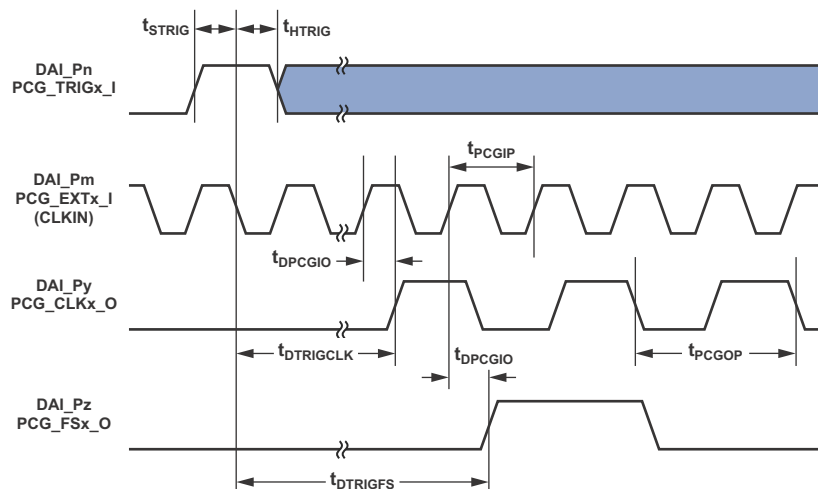 tSTRIG
tHTRIG
DAI_Pn
PCG_TRIGx_I
tPCGIP
DAI_Pm
PCG_EXTx_I
(CLKIN)
tDPCGIO
DAI_Py
PCG_CLKx_O
tDTRIGCLK
tDPCGIO
tPCGOP
DAI_Pz
PCG_FSx_O
tDTRIGFS